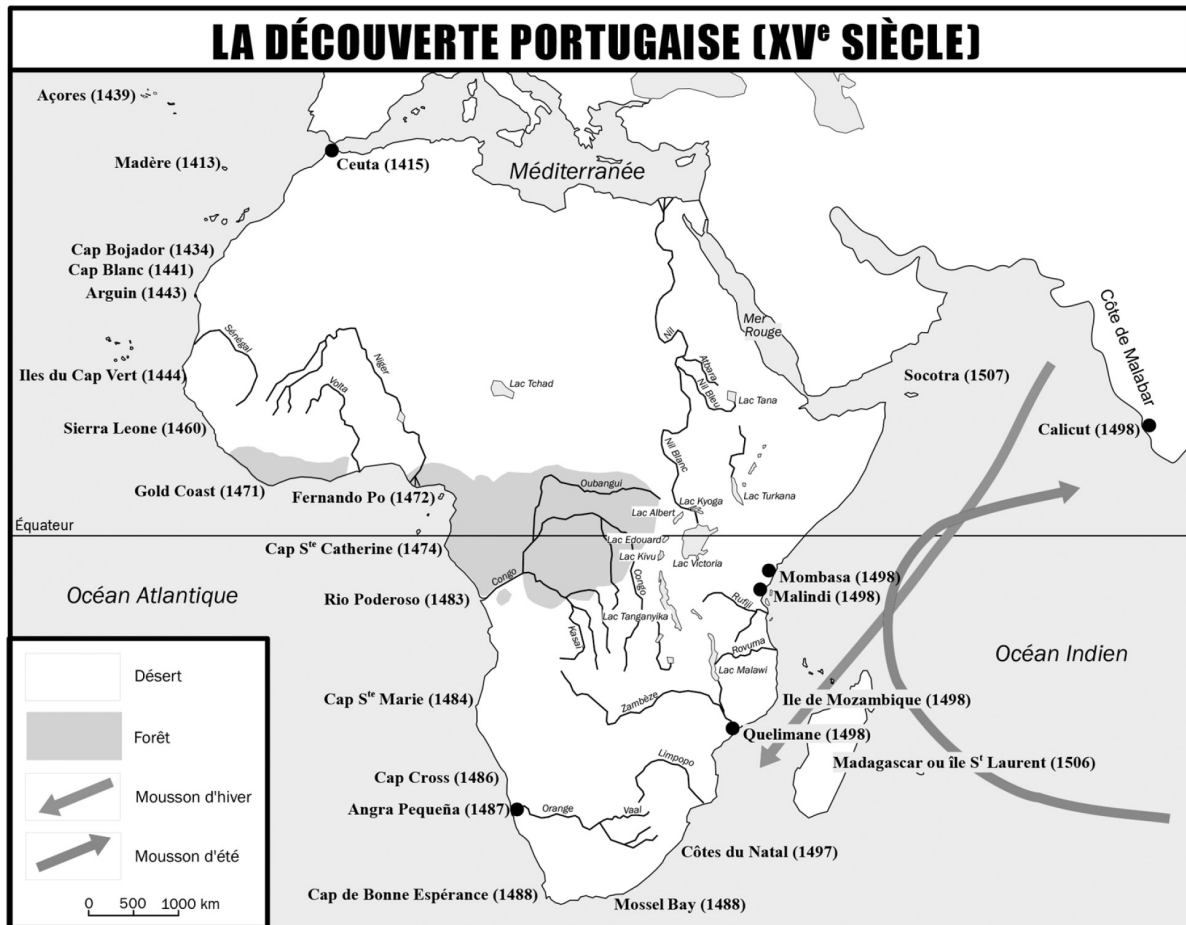 LA DÉCOUVERTE PORTUGAISE (XVe SIÈCLE)
Açores (1439)
Madère (1413)
Ceuta (1415)
Méditerranée
Cap Bojador (1434)
Cap Blanc (1441)
Arguin (1443)
Mer
Rouge
Côte de Malabar
Sénégal
Niger
Volta
Nil
Atbara
Nil Bleu
Iles du Cap Vert (1444)
Lac Tchad
Lac Tana
Socotra (1507)
Sierra Leone (1460)
Calicut (1498)
Nil Blanc
Gold Coast (1471)
Fernando Po (1472)
Oubangui
Lac Kyoga
Lac Turkana
Lac Albert
Équateur
Cap Ste Catherine (1474)
Lac Edouard
Lac Kivu
Lac Victoria
Congo
Congo
Mombasa (1498)
Malindi (1498)
Océan Atlantique
Rio Poderoso (1483)
Rufiji
Lac Tanganyika
Kasaï
Rovuma
Océan Indien
Lac Malawi
Cap Ste Marie (1484)
Zambèze
Ile de Mozambique (1498)
Quelimane (1498)
Madagascar ou île St Laurent (1506)
Limpopo
Cap Cross (1486)
Angra Pequeña (1487)
Orange
Vaal
Côtes du Natal (1497)
Cap de Bonne Espérance (1488)
Mossel Bay (1488)
Désert
Forêt
Mousson d'hiver
Mousson d'été
0 500 1000 km